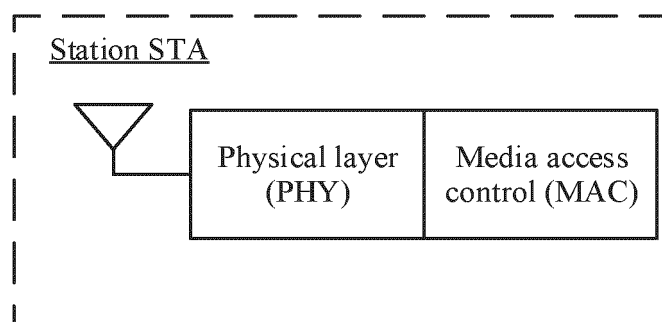 Station STA
Physical layer
(PHY)
Media access
control (MAC)